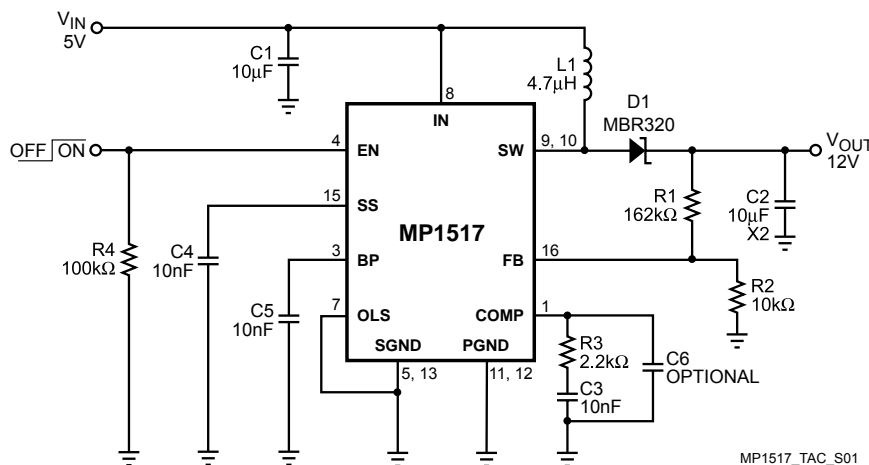 VIN
5V
C1
10μF
8
IN
L1
4.7μH
D1
MBR320
VOUT
12V
OFF ON
4
EN
SW
9, 10
R1
162kΩ
C2
10μF
X2
15
SS
MP1517
R4
100kΩ
C4
10nF
3
BP
FB
16
R2
10kΩ
C5
10nF
7
OLS
COMP
1
SGND
PGND
5, 13
11, 12
R3
2.2kΩ
C3
10nF
C6
OPTIONAL
MP1517_TAC_S01